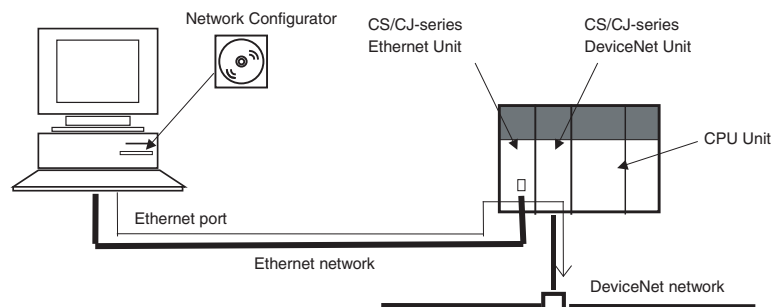 Network Configurator
CS/CJ-series
Ethernet Unit
CS/CJ-series
DeviceNet Unit
CPU Unit
Ethernet port
Ethernet network
DeviceNet network